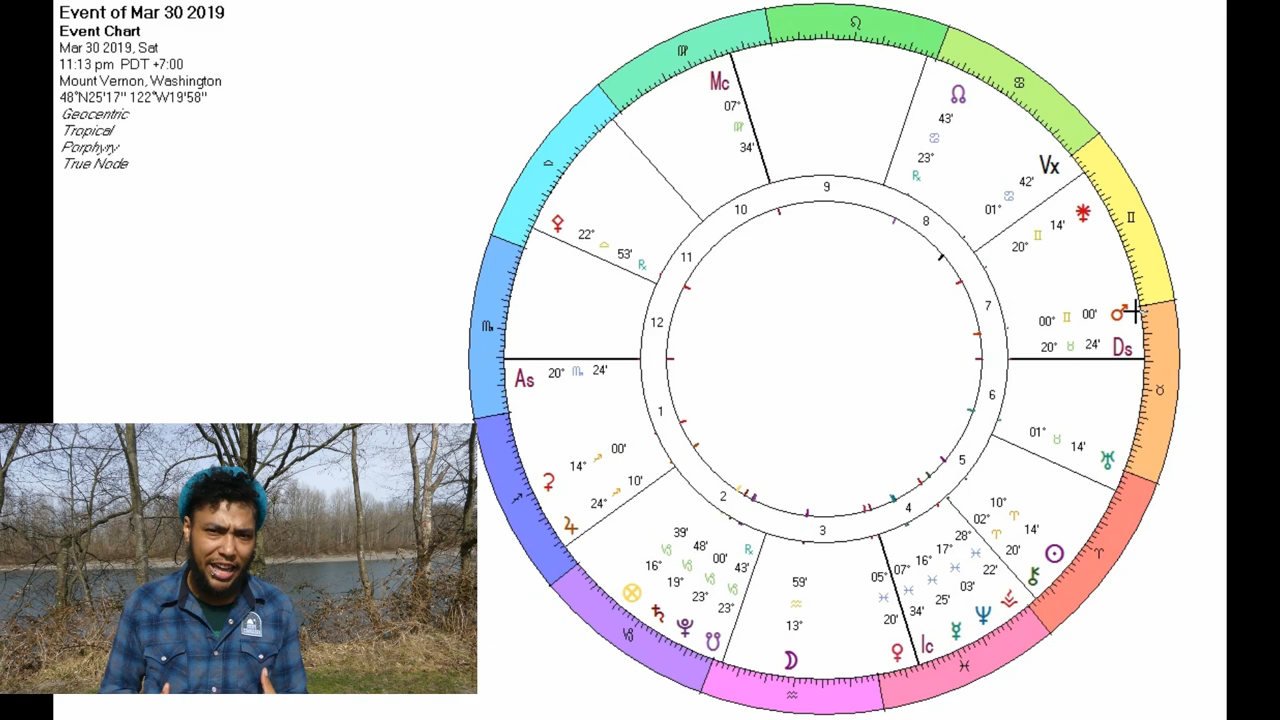 Event of Mar 30 2019
Event Chart
Mar 30 2019, Sat
11:13 pm PDT +7:00
Mount Vernon, Washington
48°N25'17" 122°W19'58"
Geocentric
Tropical
Porphyry
True Node
Mc
07° ♍ 34'
☊
43' ♋ 23° ℞
Vx
42' ♋ 01°
14' ♊ 20°
♂
00° ♊ 00'
20° ♉ 24' Ds
01° ♉ 14' ♅
10° ♈ 14' ☉
02° ♈ 20' ⚷
28° ♓ 22'
17° ♓ 03' ♆
16° ♓ 25' ☿
07° ♓ 34' Ic
05° ♓ 20' ♀
59' ♒ 13° ☽
℞ 43' ♑ 23° ☋
00' ♑ 23° ♇
48' ♑ 19° ♄
39' ♑ 16° ⊗
♃ 24° ♐ 10'
⚳ 14° ♐ 00'
As 20° ♏ 24'
⚴ 22° ♎ 53' ℞
1
2
3
4
5
6
7
8
9
10
11
12
♈
♉
♊
♋
♌
♍
♎
♏
♐
♑
♒
♓